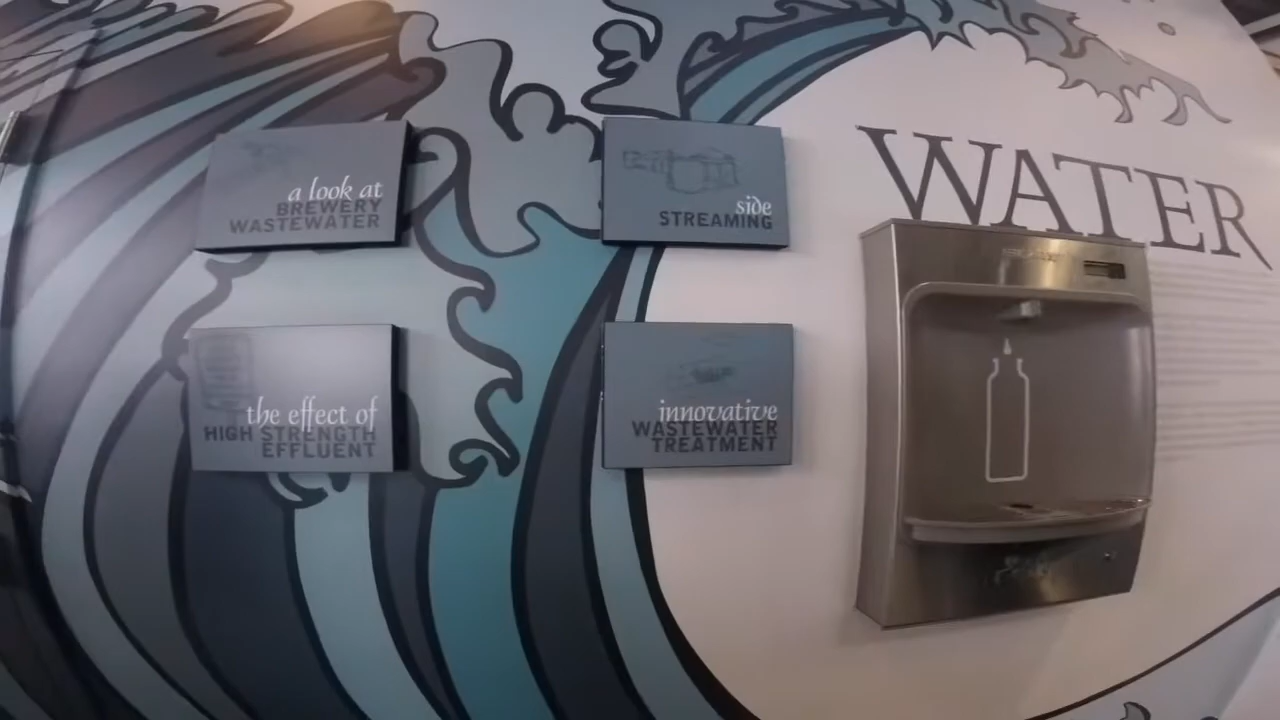 a look at
BREWERY
WASTEWATER
side
STREAMING
WATER
the effect of
HIGH STRENGTH
EFFLUENT
innovative
WASTEWATER
TREATMENT